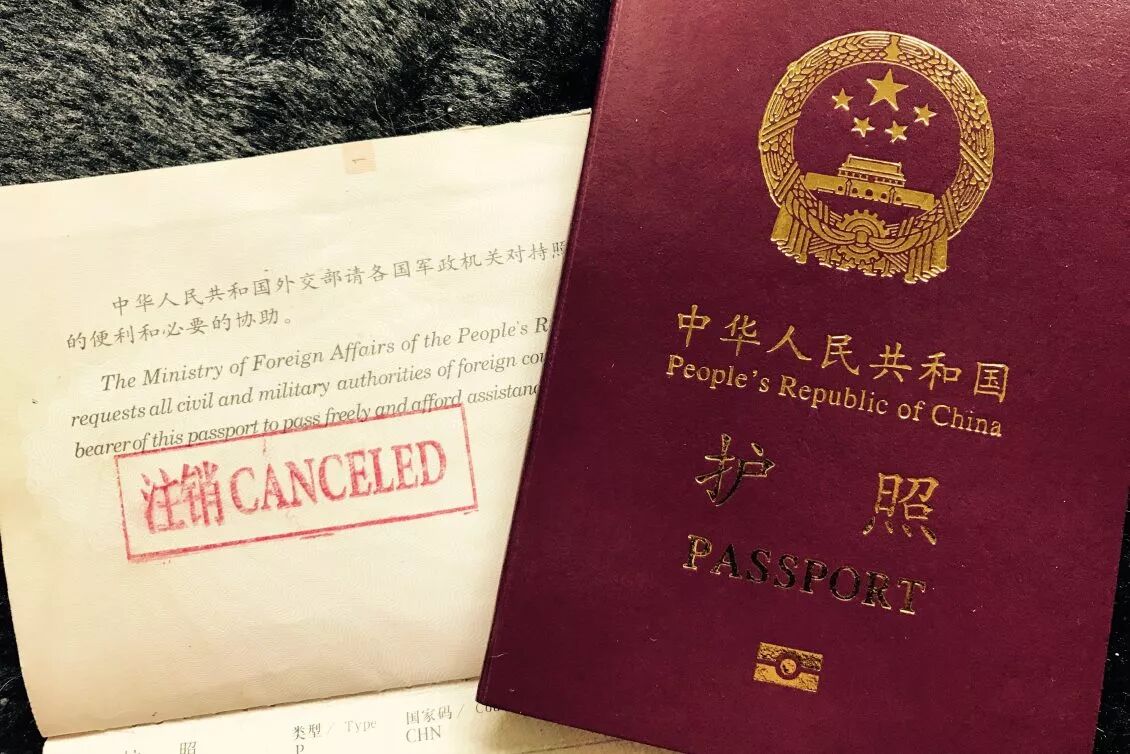 1
中华人民共和国外交部请各国军政机关对持照
的便利和必要的协助。
The Ministry of Foreign Affairs of the People's R
requests all civil and military authorities of foreign cou
bearer of this passport to pass freely and afford assistanc
注销 CANCELED
类型 / Type
国家码 /
P
CHN
照
中华人民共和国
People's Republic of China
护照
PASSPORT